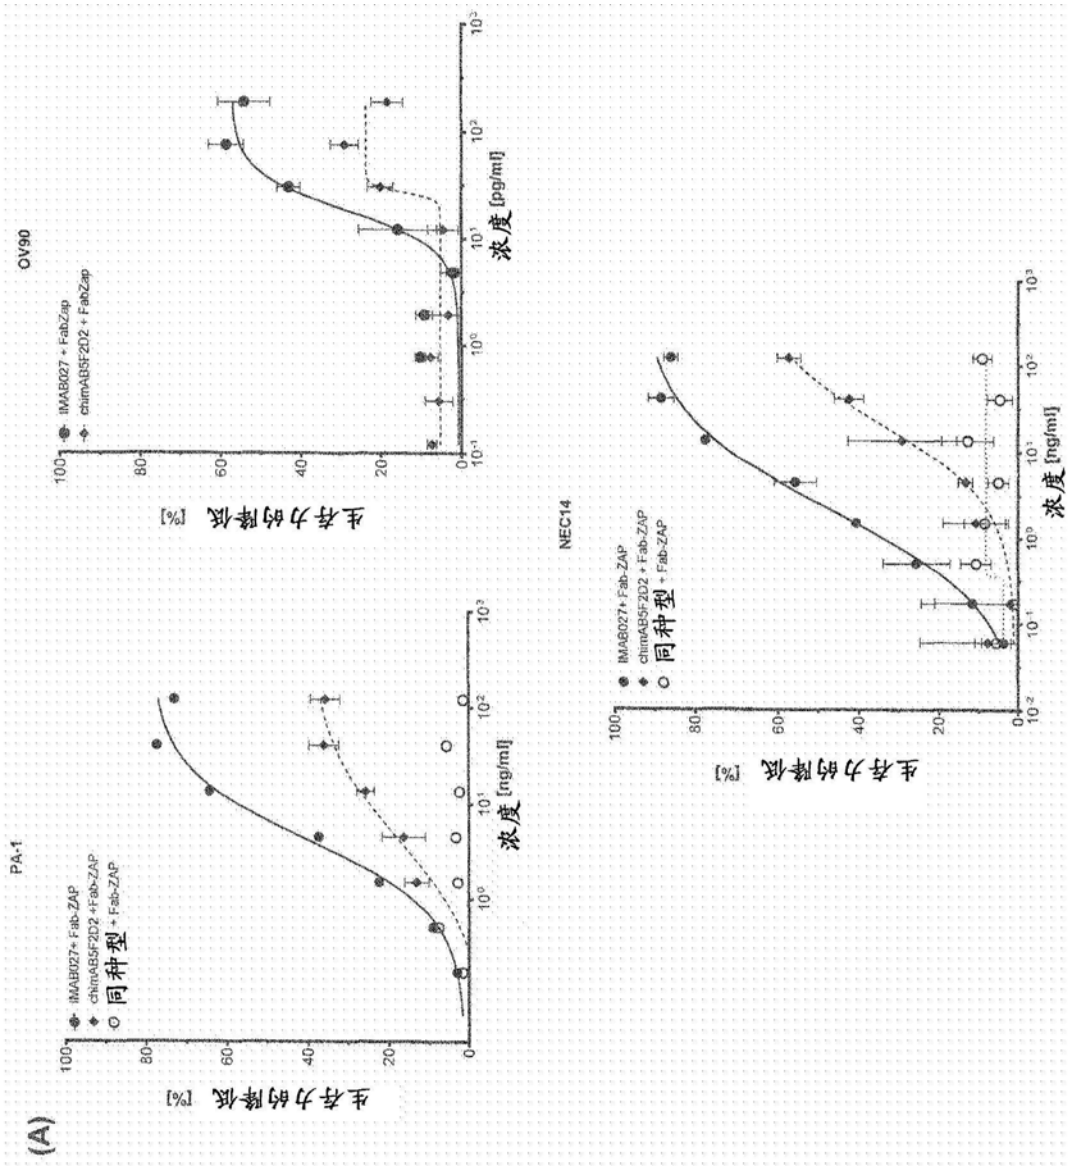 (A)
PA-1
IMAB027+ Fab-ZAP
chimAB5F2D2 +Fab-ZAP
同种型 + Fab-ZAP
生存力的降低 [%]
100
80
60
40
20
0
10⁰
10¹
10²
10³
浓度 [ng/ml]
OV90
IMAB027 + FabZap
chimAB5F2D2 + FabZap
生存力的降低 [%]
100
80
60
40
20
0
10⁻¹
10⁰
10¹
10²
10³
浓度 [pg/ml]
NEC14
IMAB027+ Fab-ZAP
chimAB5F2D2 + Fab-ZAP
同种型 + Fab-ZAP
生存力的降低 [%]
100
80
60
40
20
0
10⁻²
10⁻¹
10⁰
10¹
10²
10³
浓度 [ng/ml]